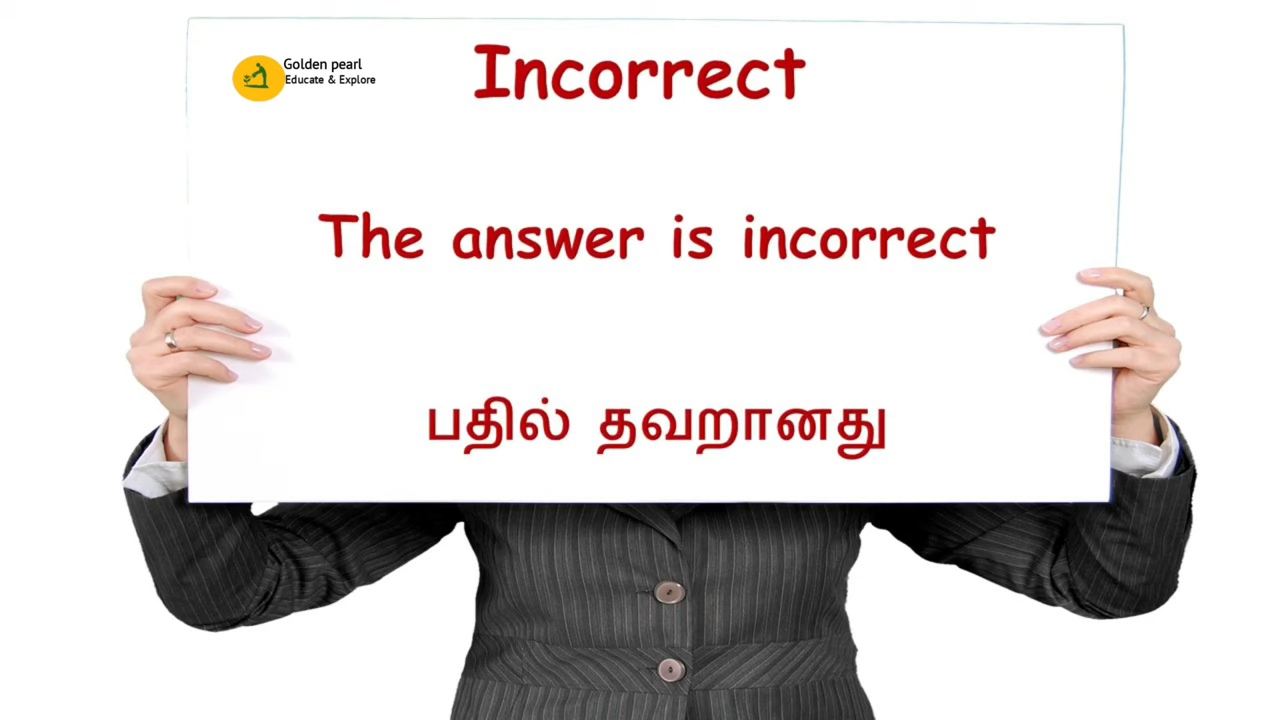 Golden pearl
Educate & Explore
Incorrect
The answer is incorrect
பதில் தவறானது